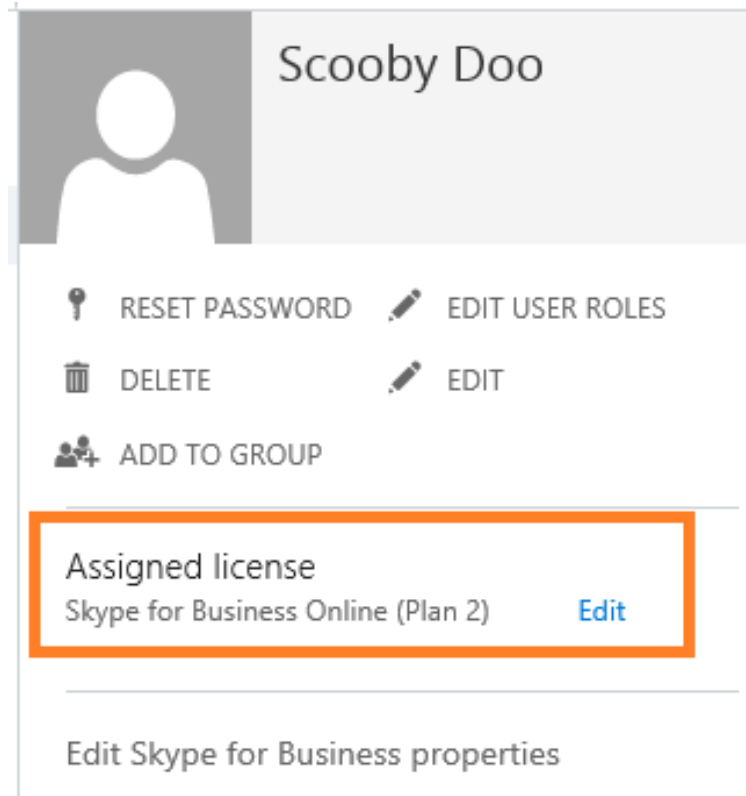 Scooby Doo
RESET PASSWORD EDIT USER ROLES
DELETE EDIT
ADD TO GROUP
Assigned license
Skype for Business Online (Plan 2) Edit
Edit Skype for Business properties